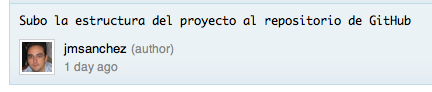 Subo la estructura del proyecto al repositorio de GitHub
jmsanchez (author)
1 day ago